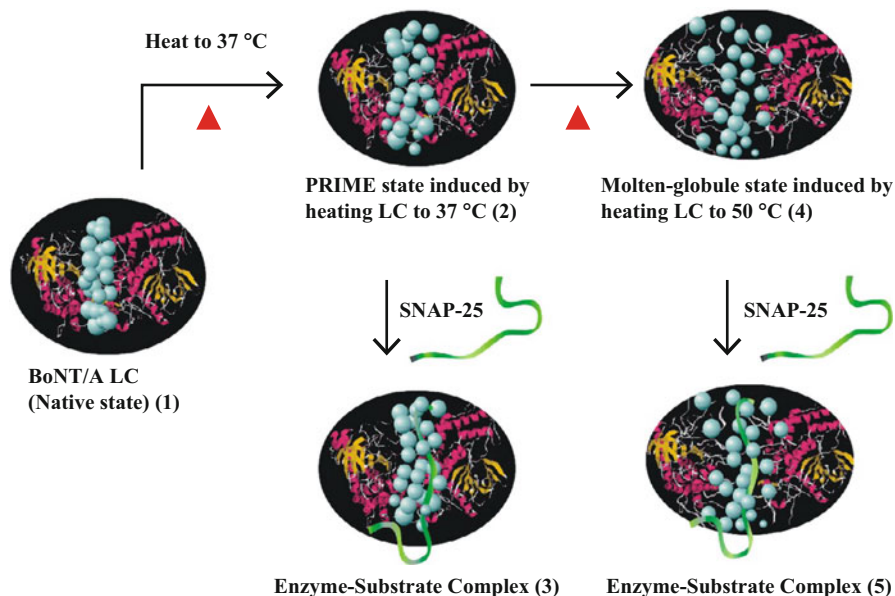 Heat to 37 °C
PRIME state induced by
heating LC to 37 °C (2)
Molten-globule state induced by
heating LC to 50 °C (4)
SNAP-25
SNAP-25
BoNT/A LC
(Native state) (1)
Enzyme-Substrate Complex (3)
Enzyme-Substrate Complex (5)